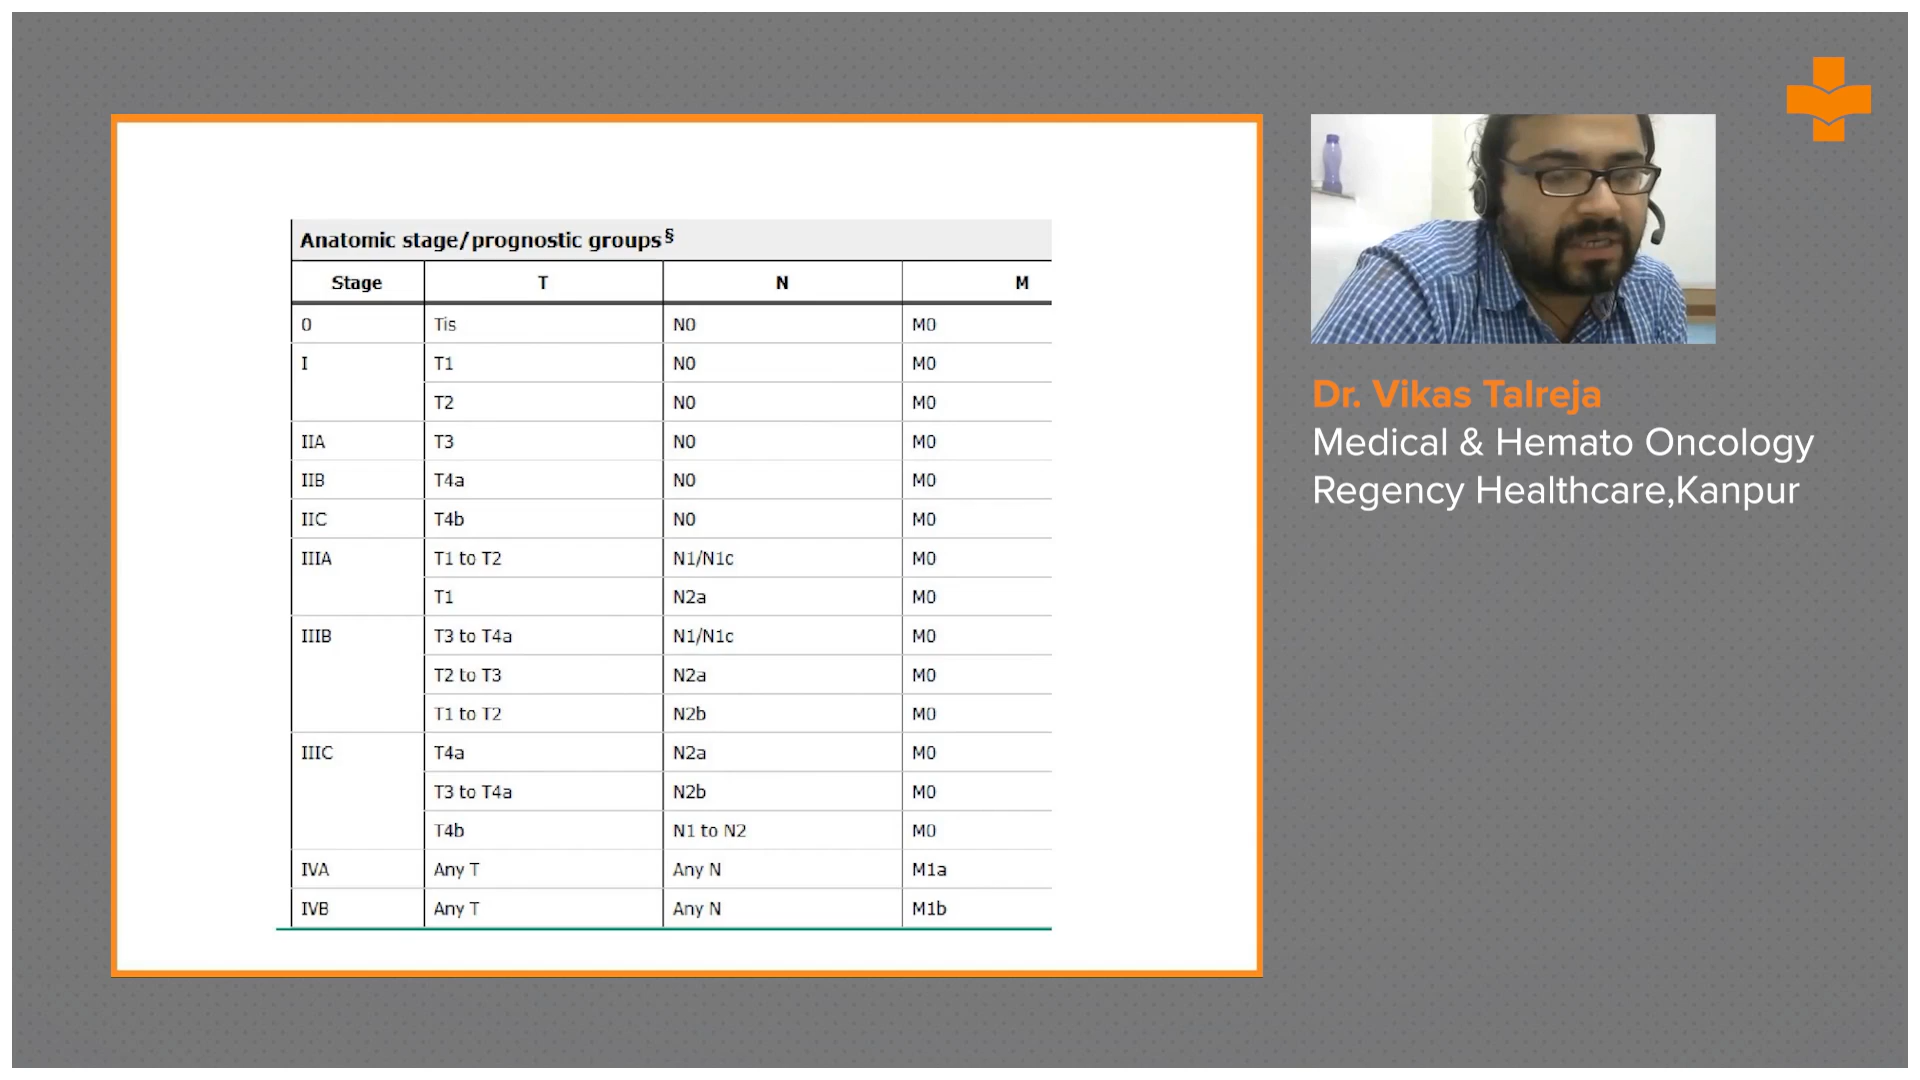 Anatomic stage/prognostic groups§
Stage T N M
0 Tis N0 M0
I T1 N0 M0
T2 N0 M0
IIA T3 N0 M0
IIB T4a N0 M0
IIC T4b N0 M0
IIIA T1 to T2 N1/N1c M0
T1 N2a M0
IIIB T3 to T4a N1/N1c M0
T2 to T3 N2a M0
T1 to T2 N2b M0
IIIC T4a N2a M0
T3 to T4a N2b M0
T4b N1 to N2 M0
IVA Any T Any N M1a
IVB Any T Any N M1b
Dr. Vikas Talreja
Medical & Hemato Oncology
Regency Healthcare,Kanpur